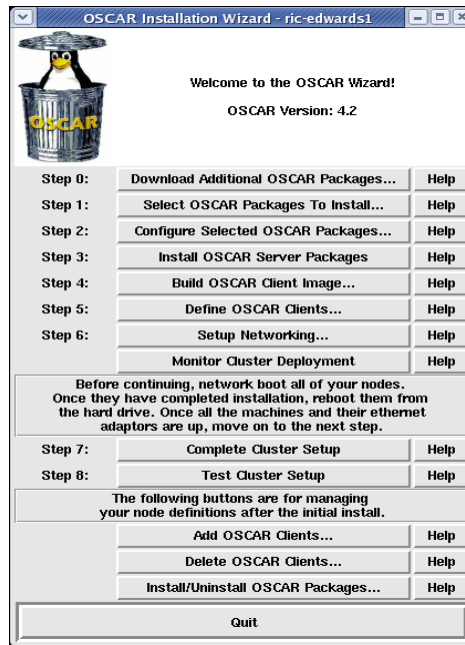 OSCAR Installation Wizard - ric-edwards1
OSCAR
Welcome to the OSCAR Wizard!
OSCAR Version: 4.2
Step 0: Download Additional OSCAR Packages... Help
Step 1: Select OSCAR Packages To Install... Help
Step 2: Configure Selected OSCAR Packages... Help
Step 3: Install OSCAR Server Packages Help
Step 4: Build OSCAR Client Image... Help
Step 5: Define OSCAR Clients... Help
Step 6: Setup Networking... Help
Monitor Cluster Deployment Help
Before continuing, network boot all of your nodes.
Once they have completed installation, reboot them from
the hard drive. Once all the machines and their ethernet
adaptors are up, move on to the next step.
Step 7: Complete Cluster Setup Help
Step 8: Test Cluster Setup Help
The following buttons are for managing
your node definitions after the initial install.
Add OSCAR Clients... Help
Delete OSCAR Clients... Help
Install/Uninstall OSCAR Packages... Help
Quit